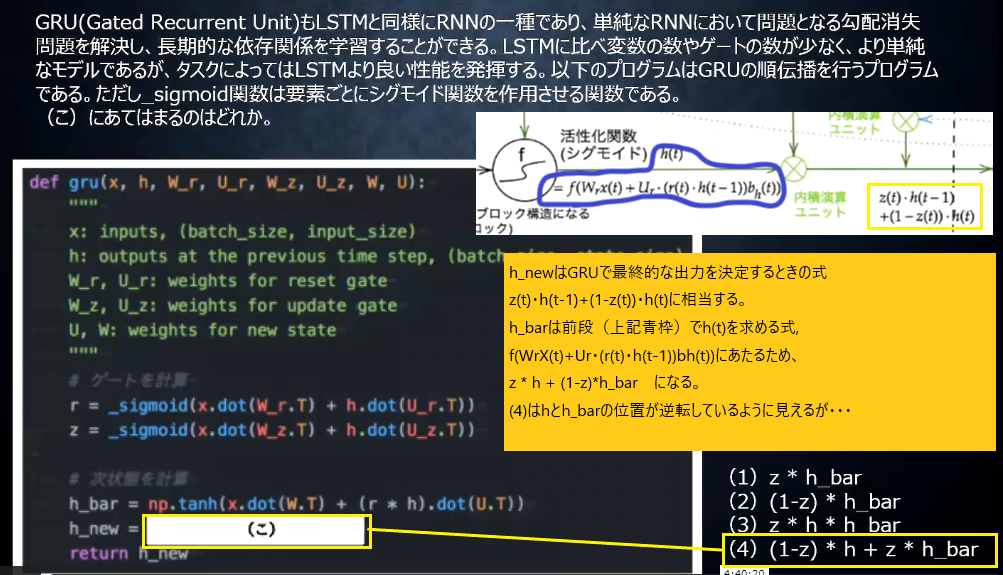 GRU(Gated Recurrent Unit)もLSTMと同様にRNNの一種であり、単純なRNNにおいて問題となる勾配消失
問題を解決し、長期的な依存関係を学習することができる。LSTMに比べ変数の数やゲートの数が少なく、より単純
なモデルであるが、タスクによってはLSTMより良い性能を発揮する。以下のプログラムはGRUの順伝播を行うプログラム
である。ただし_sigmoid関数は要素ごとにシグモイド関数を作用させる関数である。
（こ）にあてはまるのはどれか。
内積演算
ユニット
活性化関数
(シグモイド)
h(t)
f
= f(Wrx(t) + Ur·(r(t)·h(t−1))bh(t))
ブロック構造になる
ロック)
内積演算
ユニット
z(t)·h(t−1)
+(1−z(t))·h(t)
def gru(x, h, W_r, U_r, W_z, U_z, W, U):
"""
x: inputs, (batch_size, input_size)
h: outputs at the previous time step, (batch_size, state_size)
W_r, U_r: weights for reset gate
W_z, U_z: weights for update gate
U, W: weights for new state
"""
# ゲートを計算
r = _sigmoid(x.dot(W_r.T) + h.dot(U_r.T))
z = _sigmoid(x.dot(W_z.T) + h.dot(U_z.T))
# 次状態を計算
h_bar = np.tanh(x.dot(W.T) + (r * h).dot(U.T))
h_new = （こ）
return h_new
h_newはGRUで最終的な出力を決定するときの式
z(t)・h(t-1)+(1-z(t))・h(t)に相当する。
h_barは前段（上記青枠）でh(t)を求める式,
f(WrX(t)+Ur・(r(t)・h(t-1))bh(t))にあたるため、
z * h + (1-z)*h_bar　になる。
(4)はhとh_barの位置が逆転しているように見えるが・・・
（1）z * h_bar
（2）(1-z) * h_bar
（3）z * h * h_bar
（4）(1-z) * h + z * h_bar
4:40:20